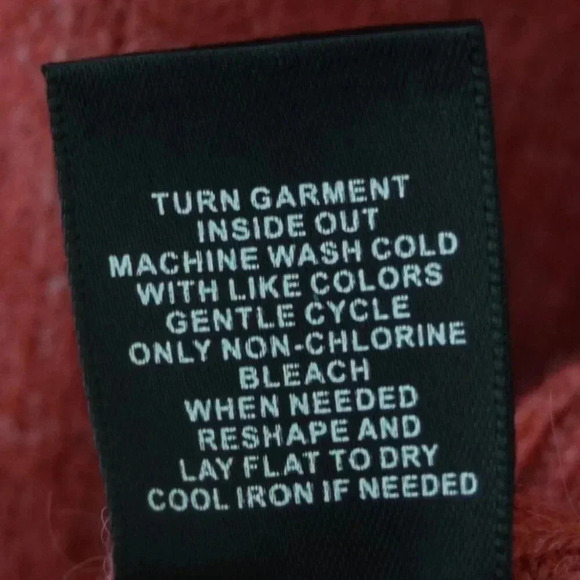 TURN GARMENT
INSIDE OUT
MACHINE WASH COLD
WITH LIKE COLORS
GENTLE CYCLE
ONLY NON-CHLORINE
BLEACH
WHEN NEEDED
RESHAPE AND
LAY FLAT TO DRY
COOL IRON IF NEEDED